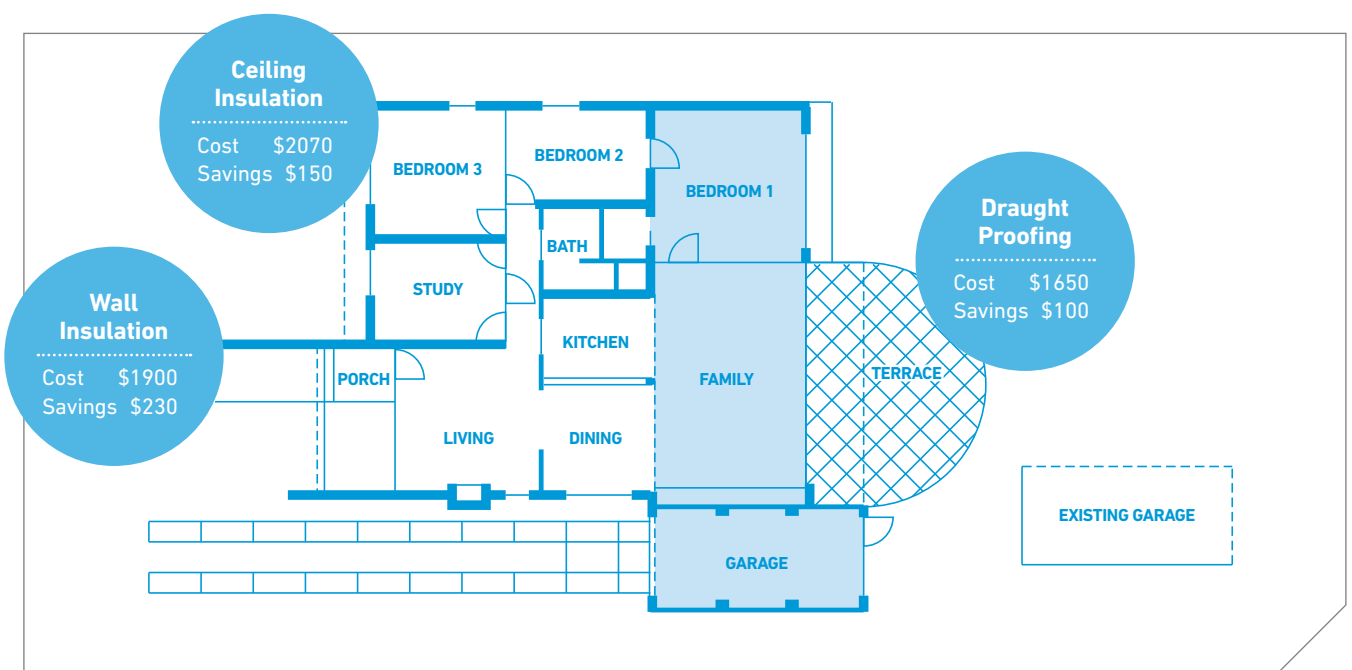 Ceiling
Insulation
Cost $2070
Savings $150
BEDROOM 3
BEDROOM 2
BEDROOM 1
Draught
Proofing
Cost $1650
Savings $100
BATH
STUDY
Wall
Insulation
Cost $1900
Savings $230
KITCHEN
PORCH
FAMILY
TERRACE
LIVING
DINING
EXISTING GARAGE
GARAGE